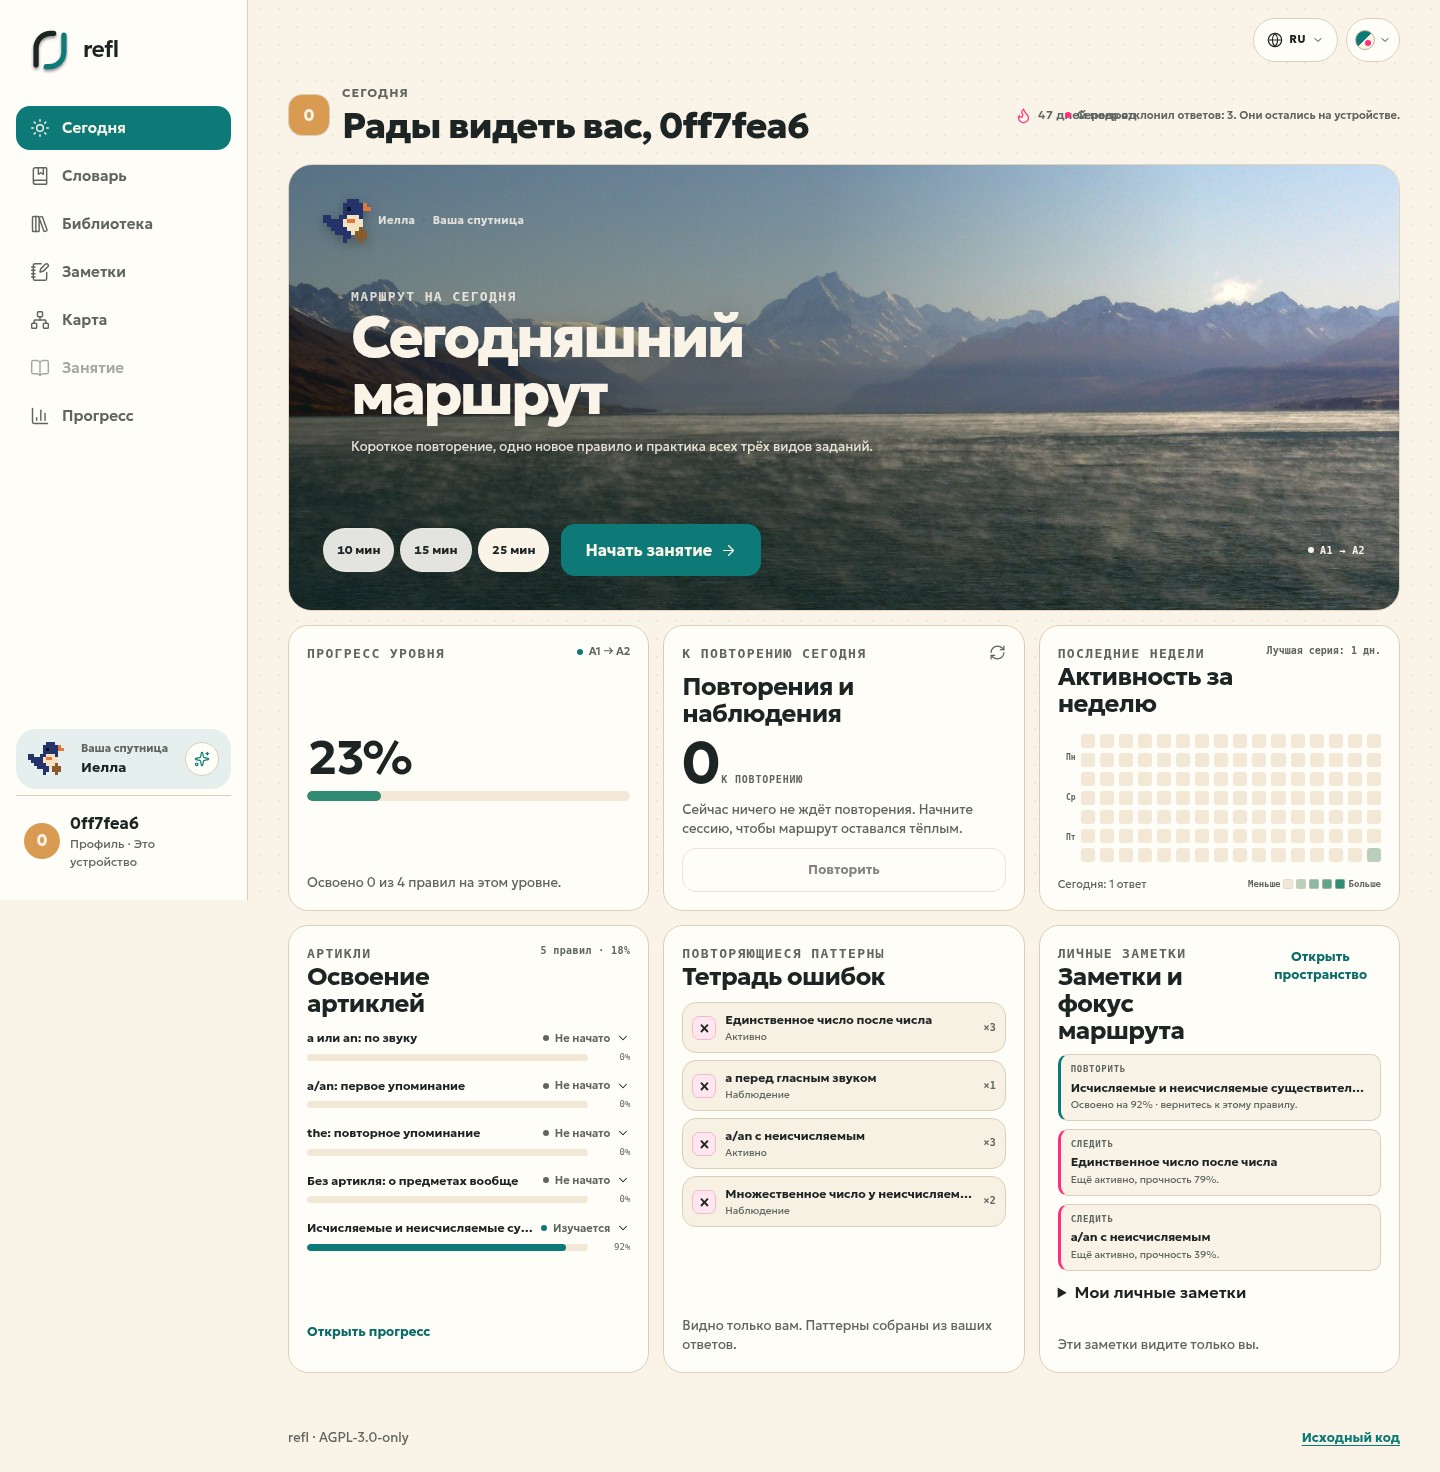 refl
Сегодня
Словарь
Библиотека
Заметки
Карта
Занятие
Прогресс
Ваша спутница
Иелла
0
0ff7fea6
Профиль · Это
устройство
RU
0
СЕГОДНЯ
Рады видеть вас, 0ff7fea6
47 дней подряд
Сервер отклонил ответов: 3. Они остались на устройстве.
Иелла Ваша спутница
МАРШРУТ НА СЕГОДНЯ
Сегодняшний
маршрут
Короткое повторение, одно новое правило и практика всех трёх видов заданий.
10 мин
15 мин
25 мин
Начать занятие →
A1 → A2
ПРОГРЕСС УРОВНЯ
A1 → A2
23%
Освоено 0 из 4 правил на этом уровне.
К ПОВТОРЕНИЮ СЕГОДНЯ
Повторения и
наблюдения
0 К ПОВТОРЕНИЮ
Сейчас ничего не ждёт повторения. Начните
сессию, чтобы маршрут оставался тёплым.
Повторить
ПОСЛЕДНИЕ НЕДЕЛИ
Лучшая серия: 1 дн.
Активность за
неделю
Пн
Ср
Пт
Сегодня: 1 ответ
Меньше
Больше
АРТИКЛИ
5 правил · 18%
Освоение
артиклей
a или an: по звуку
Не начато
0%
a/an: первое упоминание
Не начато
0%
the: повторное упоминание
Не начато
0%
Без артикля: о предметах вообще
Не начато
0%
Исчисляемые и неисчисляемые су...
Изучается
92%
Открыть прогресс
ПОВТОРЯЮЩИЕСЯ ПАТТЕРНЫ
Тетрадь ошибок
Единственное число после числа
Активно
×3
a перед гласным звуком
Наблюдение
×1
a/an с неисчисляемым
Активно
×3
Множественное число у неисчисляем...
Наблюдение
×2
Видно только вам. Паттерны собраны из ваших
ответов.
ЛИЧНЫЕ ЗАМЕТКИ
Заметки и
фокус
маршрута
Открыть
пространство
ПОВТОРИТЬ
Исчисляемые и неисчисляемые существител...
Освоено на 92% · вернитесь к этому правилу.
СЛЕДИТЬ
Единственное число после числа
Ещё активно, прочность 79%.
СЛЕДИТЬ
a/an с неисчисляемым
Ещё активно, прочность 39%.
Мои личные заметки
Эти заметки видите только вы.
refl · AGPL-3.0-only
Исходный код